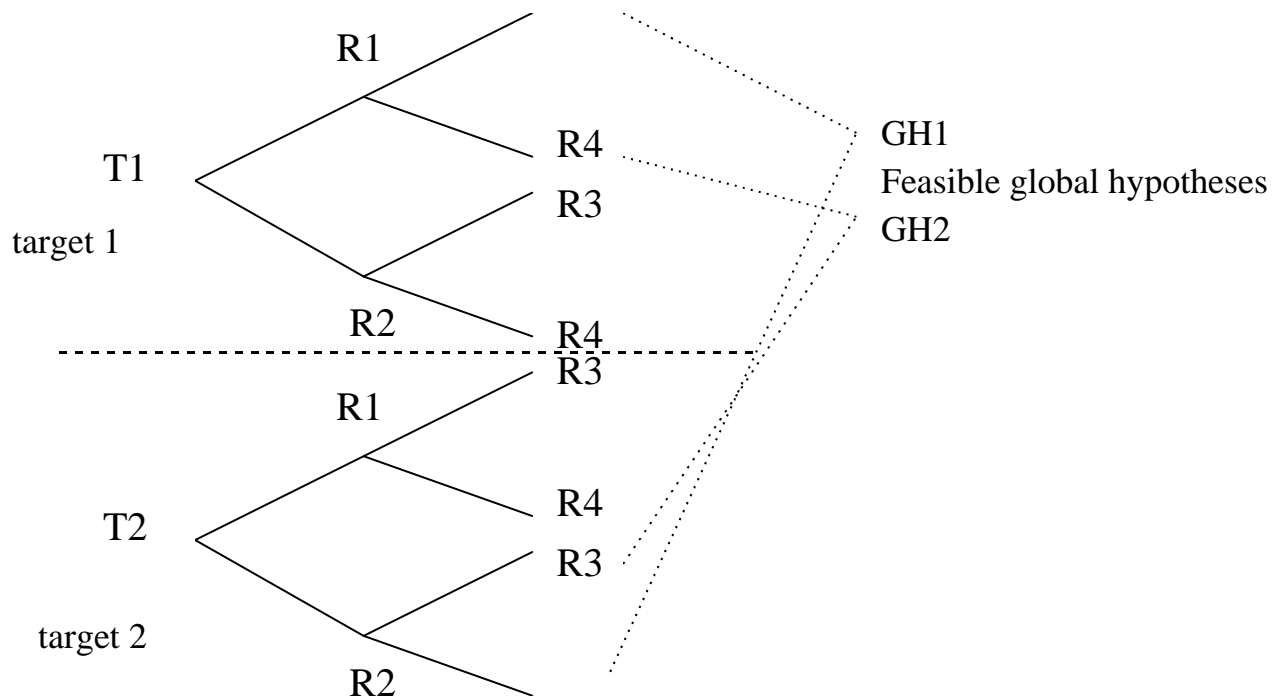 R1
GH1
R4
T1
Feasible global hypotheses
R3
GH2
target 1
R2
R4
R3
R1
R4
T2
R3
target 2
R2